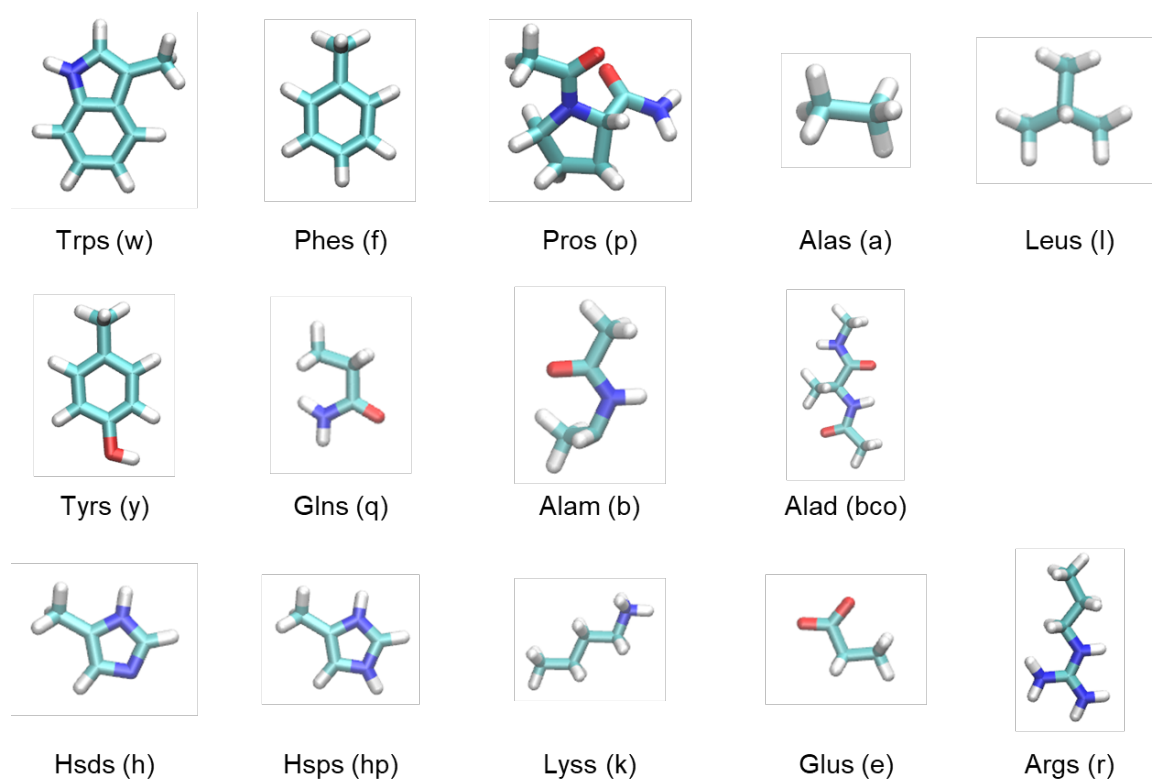 Trps (w) Phes (f) Pros (p) Alas (a) Leus (l)
Tyrs (y) Glns (q) Alam (b) Alad (bco)
Hsds (h) Hsps (hp) Lyss (k) Glus (e) Args (r)